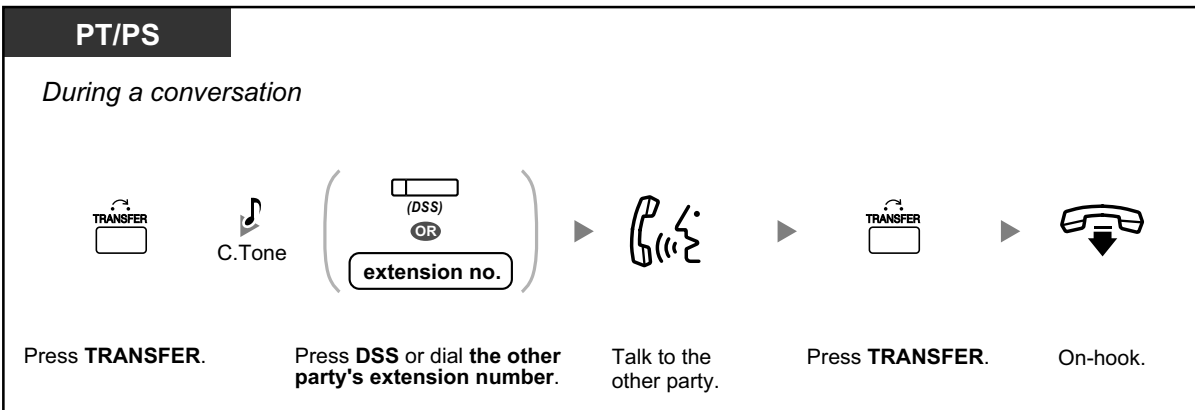 PT/PS
During a conversation
TRANSFER
C.Tone
(DSS)
OR
extension no.
TRANSFER
Press TRANSFER.
Press DSS or dial the other
party's extension number.
Talk to the
other party.
Press TRANSFER.
On-hook.